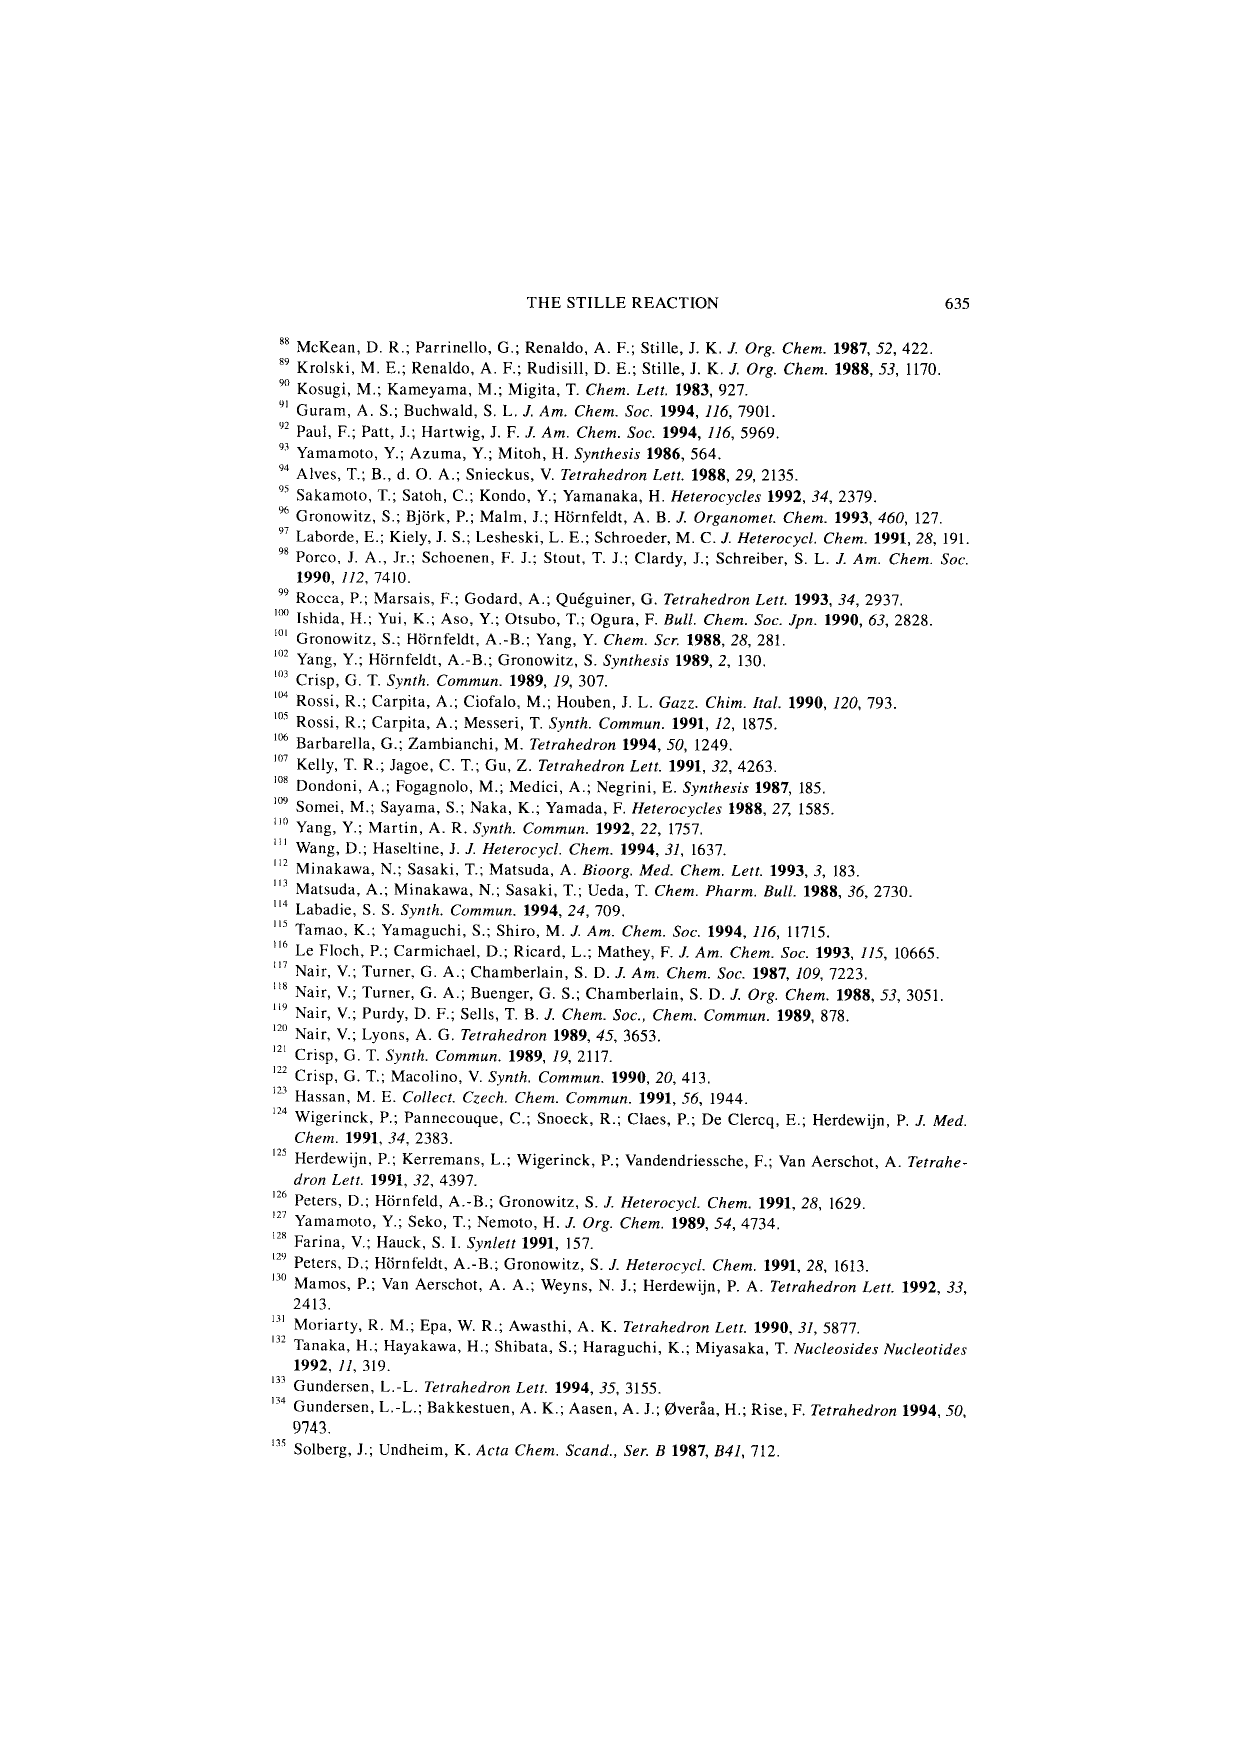 THE STILLE REACTION 635
88 McKean, D. R.; Parrinello, G.; Renaldo, A. F.; Stille, J. K. J. Org. Chem. 1987, 52, 422.
89 Krolski, M. E.; Renaldo, A. F.; Rudisill, D. E.; Stille, J. K. J. Org. Chem. 1988, 53, 1170.
90 Kosugi, M.; Kameyama, M.; Migita, T. Chem. Lett. 1983, 927.
91 Guram, A. S.; Buchwald, S. L. J. Am. Chem. Soc. 1994, 116, 7901.
92 Paul, F.; Patt, J.; Hartwig, J. F. J. Am. Chem. Soc. 1994, 116, 5969.
93 Yamamoto, Y.; Azuma, Y.; Mitoh, H. Synthesis 1986, 564.
94 Alves, T.; B., d. O. A.; Snieckus, V. Tetrahedron Lett. 1988, 29, 2135.
95 Sakamoto, T.; Satoh, C.; Kondo, Y.; Yamanaka, H. Heterocycles 1992, 34, 2379.
96 Gronowitz, S.; Björk, P.; Malm, J.; Hörnfeldt, A. B. J. Organomet. Chem. 1993, 460, 127.
97 Laborde, E.; Kiely, J. S.; Lesheski, L. E.; Schroeder, M. C. J. Heterocycl. Chem. 1991, 28, 191.
98 Porco, J. A., Jr.; Schoenen, F. J.; Stout, T. J.; Clardy, J.; Schreiber, S. L. J. Am. Chem. Soc.
1990, 112, 7410.
99 Rocca, P.; Marsais, F.; Godard, A.; Quéguiner, G. Tetrahedron Lett. 1993, 34, 2937.
100 Ishida, H.; Yui, K.; Aso, Y.; Otsubo, T.; Ogura, F. Bull. Chem. Soc. Jpn. 1990, 63, 2828.
101 Gronowitz, S.; Hörnfeldt, A.-B.; Yang, Y. Chem. Scr. 1988, 28, 281.
102 Yang, Y.; Hörnfeldt, A.-B.; Gronowitz, S. Synthesis 1989, 2, 130.
103 Crisp, G. T. Synth. Commun. 1989, 19, 307.
104 Rossi, R.; Carpita, A.; Ciofalo, M.; Houben, J. L. Gazz. Chim. Ital. 1990, 120, 793.
105 Rossi, R.; Carpita, A.; Messeri, T. Synth. Commun. 1991, 12, 1875.
106 Barbarella, G.; Zambianchi, M. Tetrahedron 1994, 50, 1249.
107 Kelly, T. R.; Jagoe, C. T.; Gu, Z. Tetrahedron Lett. 1991, 32, 4263.
108 Dondoni, A.; Fogagnolo, M.; Medici, A.; Negrini, E. Synthesis 1987, 185.
109 Somei, M.; Sayama, S.; Naka, K.; Yamada, F. Heterocycles 1988, 27, 1585.
110 Yang, Y.; Martin, A. R. Synth. Commun. 1992, 22, 1757.
111 Wang, D.; Haseltine, J. J. Heterocycl. Chem. 1994, 31, 1637.
112 Minakawa, N.; Sasaki, T.; Matsuda, A. Bioorg. Med. Chem. Lett. 1993, 3, 183.
113 Matsuda, A.; Minakawa, N.; Sasaki, T.; Ueda, T. Chem. Pharm. Bull. 1988, 36, 2730.
114 Labadie, S. S. Synth. Commun. 1994, 24, 709.
115 Tamao, K.; Yamaguchi, S.; Shiro, M. J. Am. Chem. Soc. 1994, 116, 11715.
116 Le Floch, P.; Carmichael, D.; Ricard, L.; Mathey, F. J. Am. Chem. Soc. 1993, 115, 10665.
117 Nair, V.; Turner, G. A.; Chamberlain, S. D. J. Am. Chem. Soc. 1987, 109, 7223.
118 Nair, V.; Turner, G. A.; Buenger, G. S.; Chamberlain, S. D. J. Org. Chem. 1988, 53, 3051.
119 Nair, V.; Purdy, D. F.; Sells, T. B. J. Chem. Soc., Chem. Commun. 1989, 878.
120 Nair, V.; Lyons, A. G. Tetrahedron 1989, 45, 3653.
121 Crisp, G. T. Synth. Commun. 1989, 19, 2117.
122 Crisp, G. T.; Macolino, V. Synth. Commun. 1990, 20, 413.
123 Hassan, M. E. Collect. Czech. Chem. Commun. 1991, 56, 1944.
124 Wigerinck, P.; Pannecouque, C.; Snoeck, R.; Claes, P.; De Clercq, E.; Herdewijn, P. J. Med.
Chem. 1991, 34, 2383.
125 Herdewijn, P.; Kerremans, L.; Wigerinck, P.; Vandendriessche, F.; Van Aerschot, A. Tetrahe-
dron Lett. 1991, 32, 4397.
126 Peters, D.; Hörnfeld, A.-B.; Gronowitz, S. J. Heterocycl. Chem. 1991, 28, 1629.
127 Yamamoto, Y.; Seko, T.; Nemoto, H. J. Org. Chem. 1989, 54, 4734.
128 Farina, V.; Hauck, S. I. Synlett 1991, 157.
129 Peters, D.; Hörnfeldt, A.-B.; Gronowitz, S. J. Heterocycl. Chem. 1991, 28, 1613.
130 Mamos, P.; Van Aerschot, A. A.; Weyns, N. J.; Herdewijn, P. A. Tetrahedron Lett. 1992, 33,
2413.
131 Moriarty, R. M.; Epa, W. R.; Awasthi, A. K. Tetrahedron Lett. 1990, 31, 5877.
132 Tanaka, H.; Hayakawa, H.; Shibata, S.; Haraguchi, K.; Miyasaka, T. Nucleosides Nucleotides
1992, 11, 319.
133 Gundersen, L.-L. Tetrahedron Lett. 1994, 35, 3155.
134 Gundersen, L.-L.; Bakkestuen, A. K.; Aasen, A. J.; Øveråa, H.; Rise, F. Tetrahedron 1994, 50,
9743.
135 Solberg, J.; Undheim, K. Acta Chem. Scand., Ser. B 1987, B41, 712.